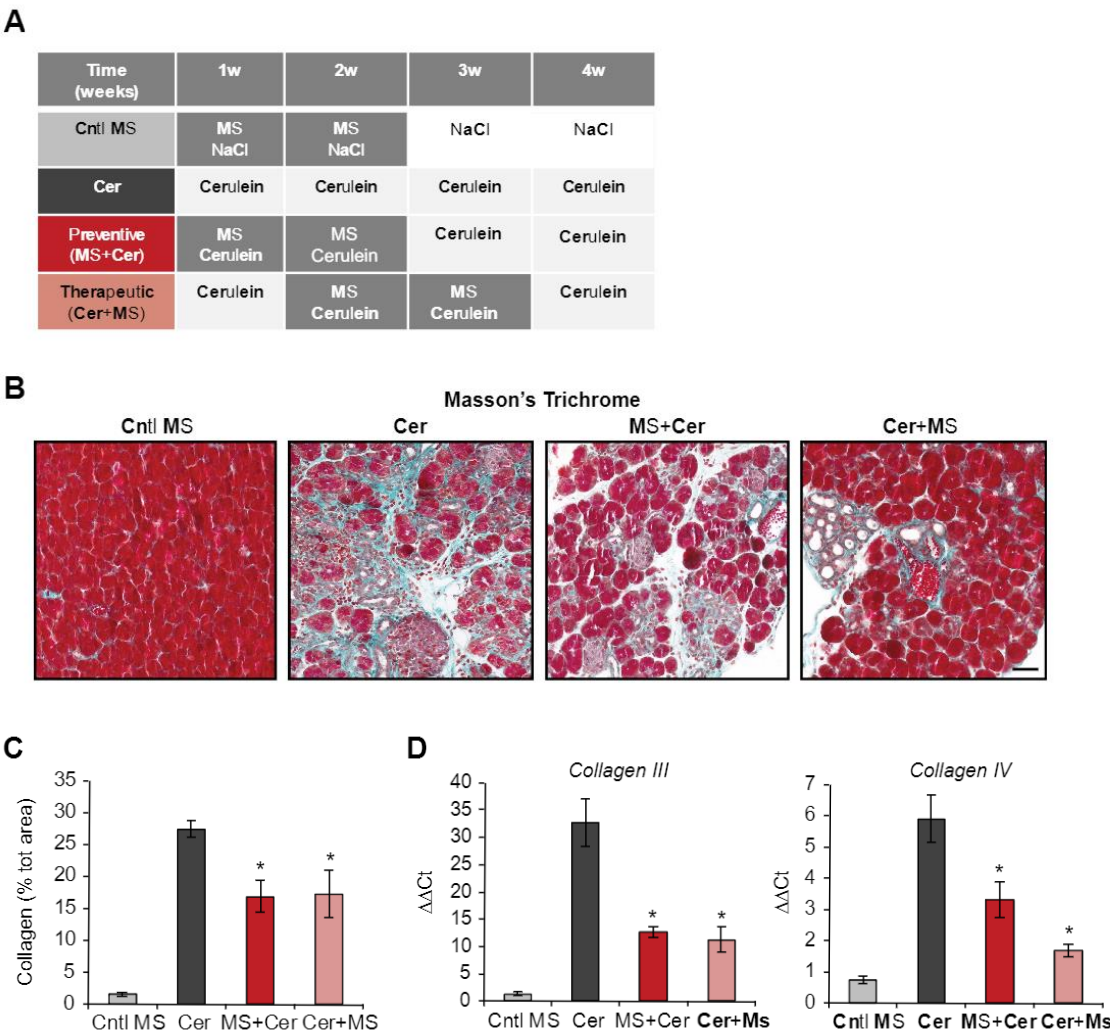 A
Time (weeks) 1w 2w 3w 4w
Cntl MS MS NaCl MS NaCl NaCl NaCl
Cer Cerulein Cerulein Cerulein Cerulein
Preventive (MS+Cer) MS Cerulein MS Cerulein Cerulein Cerulein
Therapeutic (Cer+MS) Cerulein MS Cerulein MS Cerulein Cerulein
B
Masson's Trichrome
Cntl MS Cer MS+Cer Cer+MS
C
Collagen (% tot area)
35
30
25
20
15
10
5
0
* *
Cntl MS Cer MS+Cer Cer+MS
D
Collagen III
ΔΔCt
40
35
30
25
20
15
10
5
0
* *
Cntl MS Cer MS+Cer Cer+Ms
Collagen IV
ΔΔCt
7
6
5
4
3
2
1
0
* *
Cntl MS Cer MS+Cer Cer+Ms